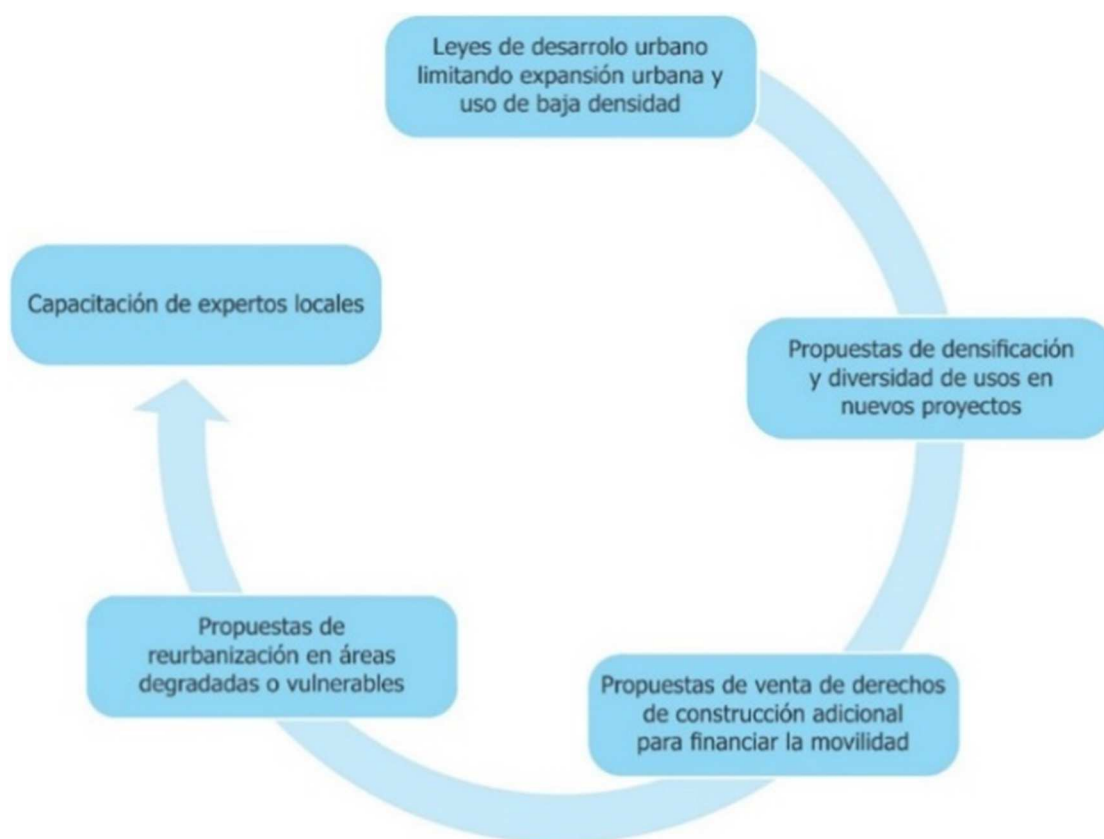 Leyes de desarrolo urbano
limitando expansión urbana y
uso de baja densidad
Propuestas de densificación
y diversidad de usos en
nuevos proyectos
Propuestas de venta de derechos
de construcción adicional
para financiar la movilidad
Propuestas de
reurbanización en áreas
degradadas o vulnerables
Capacitación de expertos locales